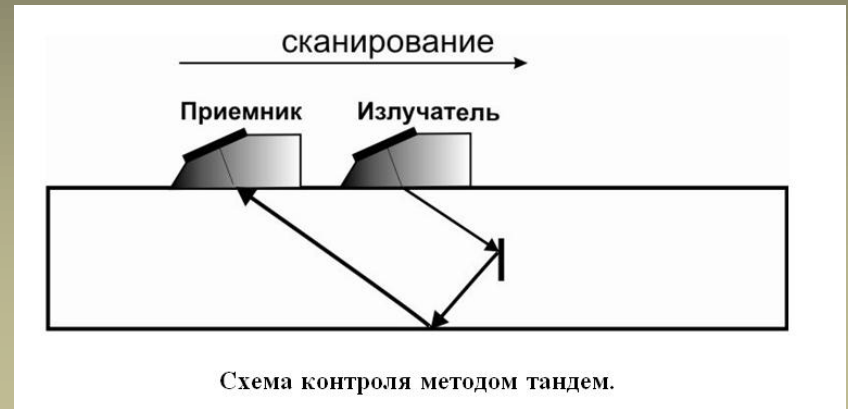 сканирование
Приемник Излучатель
Схема контроля методом тандем.